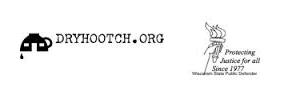 DRYHOOTCH.ORG
Protecting
Justice for all
Since 1977
Wisconsin State Public Defender